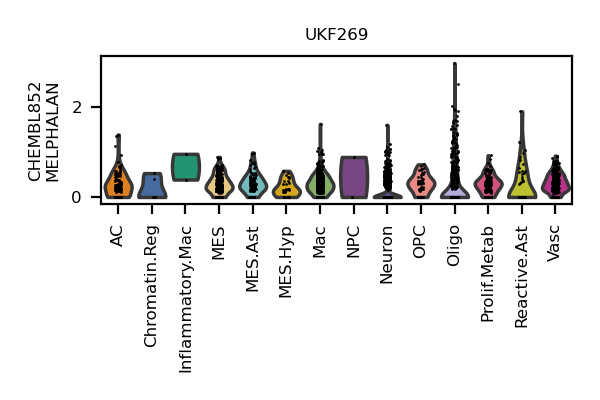 UKF269
CHEMBL852
MELPHALAN
2
0
AC
Chromatin.Reg
Inflammatory.Mac
MES
MES.Ast
MES.Hyp
Mac
NPC
Neuron
OPC
Oligo
Prolif.Metab
Reactive.Ast
Vasc